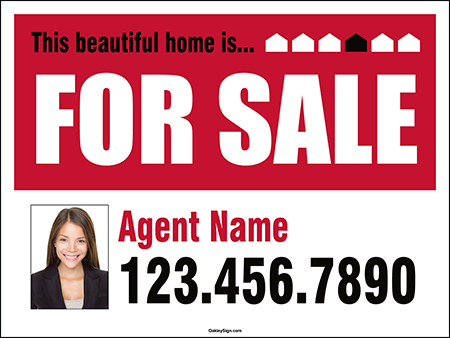 This beautiful home is...
FOR SALE
Agent Name
123.456.7890
OakleySign.com